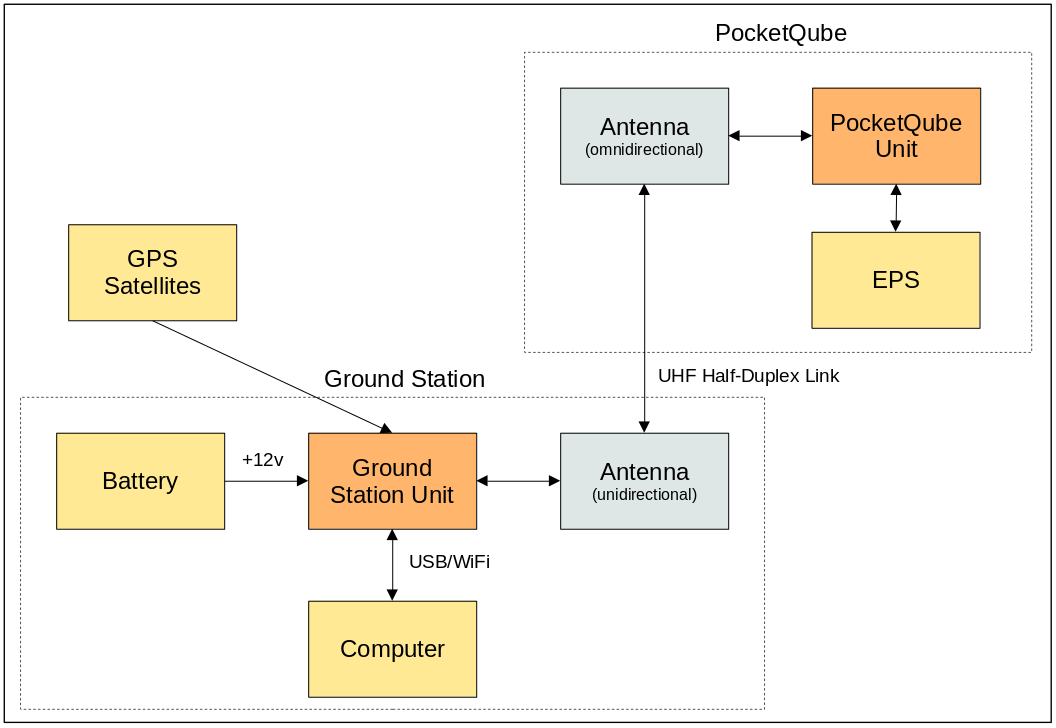 PocketQube
Antenna
(omnidirectional)
PocketQube
Unit
EPS
GPS
Satellites
UHF Half-Duplex Link
Ground Station
Battery
+12v
Ground
Station Unit
Antenna
(unidirectional)
USB/WiFi
Computer